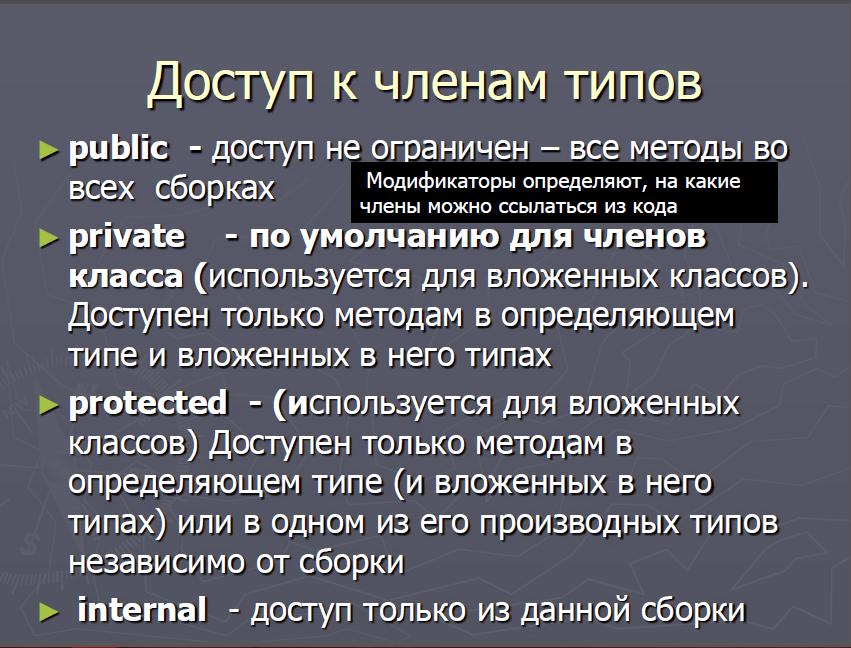 Доступ к членам типов
► public - доступ не ограничен – все методы во
всех сборках
Модификаторы определяют, на какие
члены можно ссылаться из кода
► private - по умолчанию для членов
класса (используется для вложенных классов).
Доступен только методам в определяющем
типе и вложенных в него типах
► protected - (используется для вложенных
классов) Доступен только методам в
определяющем типе (и вложенных в него
типах) или в одном из его производных типов
независимо от сборки
► internal - доступ только из данной сборки